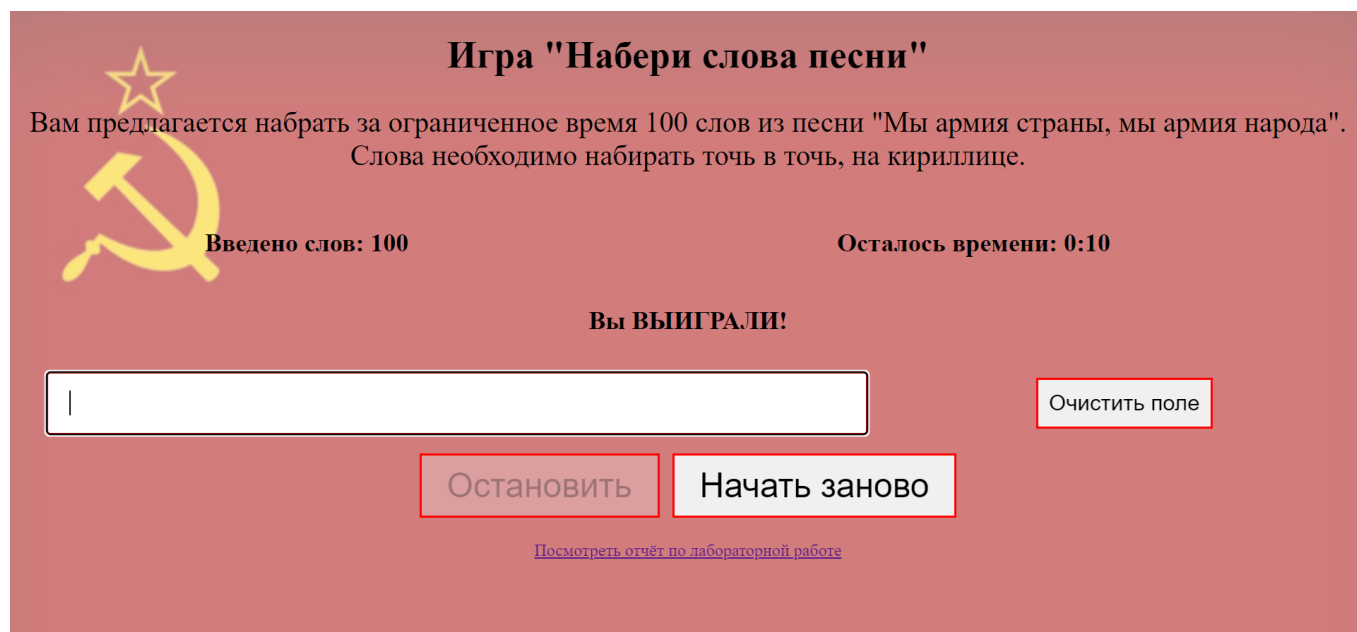 Игра "Набери слова песни"
Вам предлагается набрать за ограниченное время 100 слов из песни "Мы армия страны, мы армия народа".
Слова необходимо набирать точь в точь, на кириллице.
Введено слов: 100
Осталось времени: 0:10
Вы ВЫИГРАЛИ!
Очистить поле
Остановить
Начать заново
Посмотреть отчёт по лабораторной работе